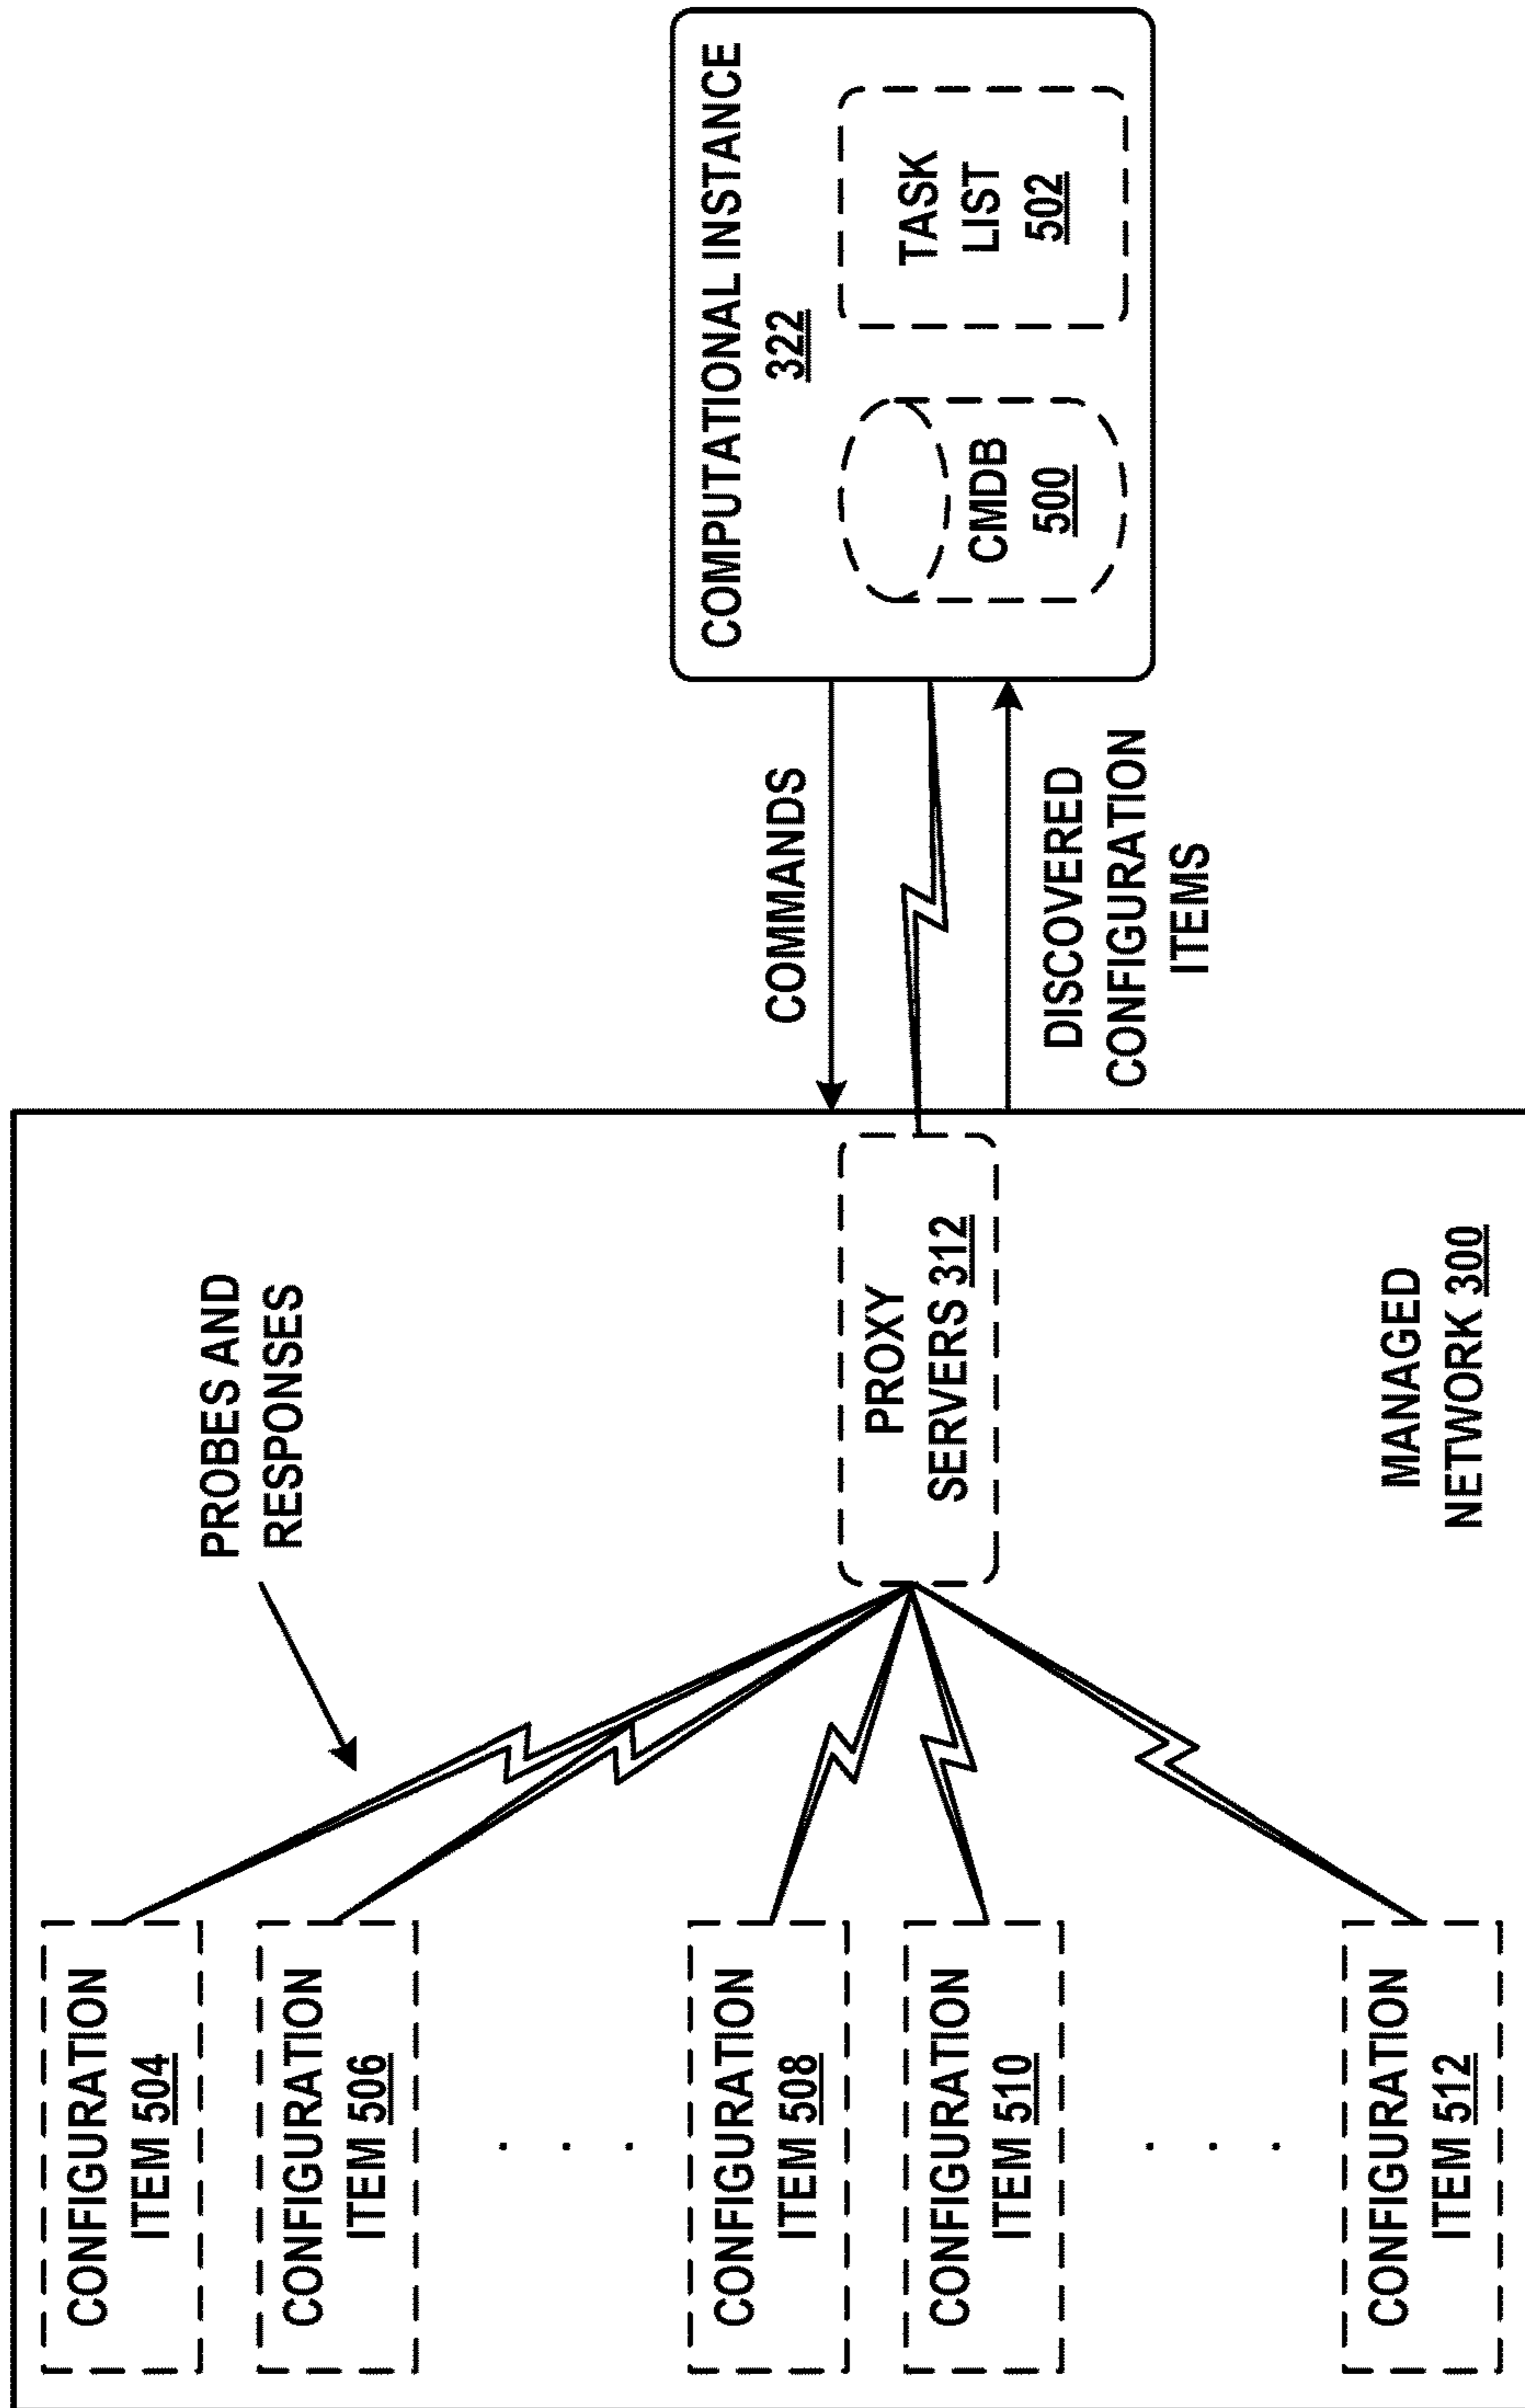 COMPUTATIONAL INSTANCE
322
CMDB
500
TASK
LIST
502
COMMANDS
DISCOVERED
CONFIGURATION
ITEMS
PROBES AND
RESPONSES
PROXY
SERVERS 312
MANAGED
NETWORK 300
CONFIGURATION
ITEM 504
CONFIGURATION
ITEM 506
CONFIGURATION
ITEM 508
CONFIGURATION
ITEM 510
CONFIGURATION
ITEM 512